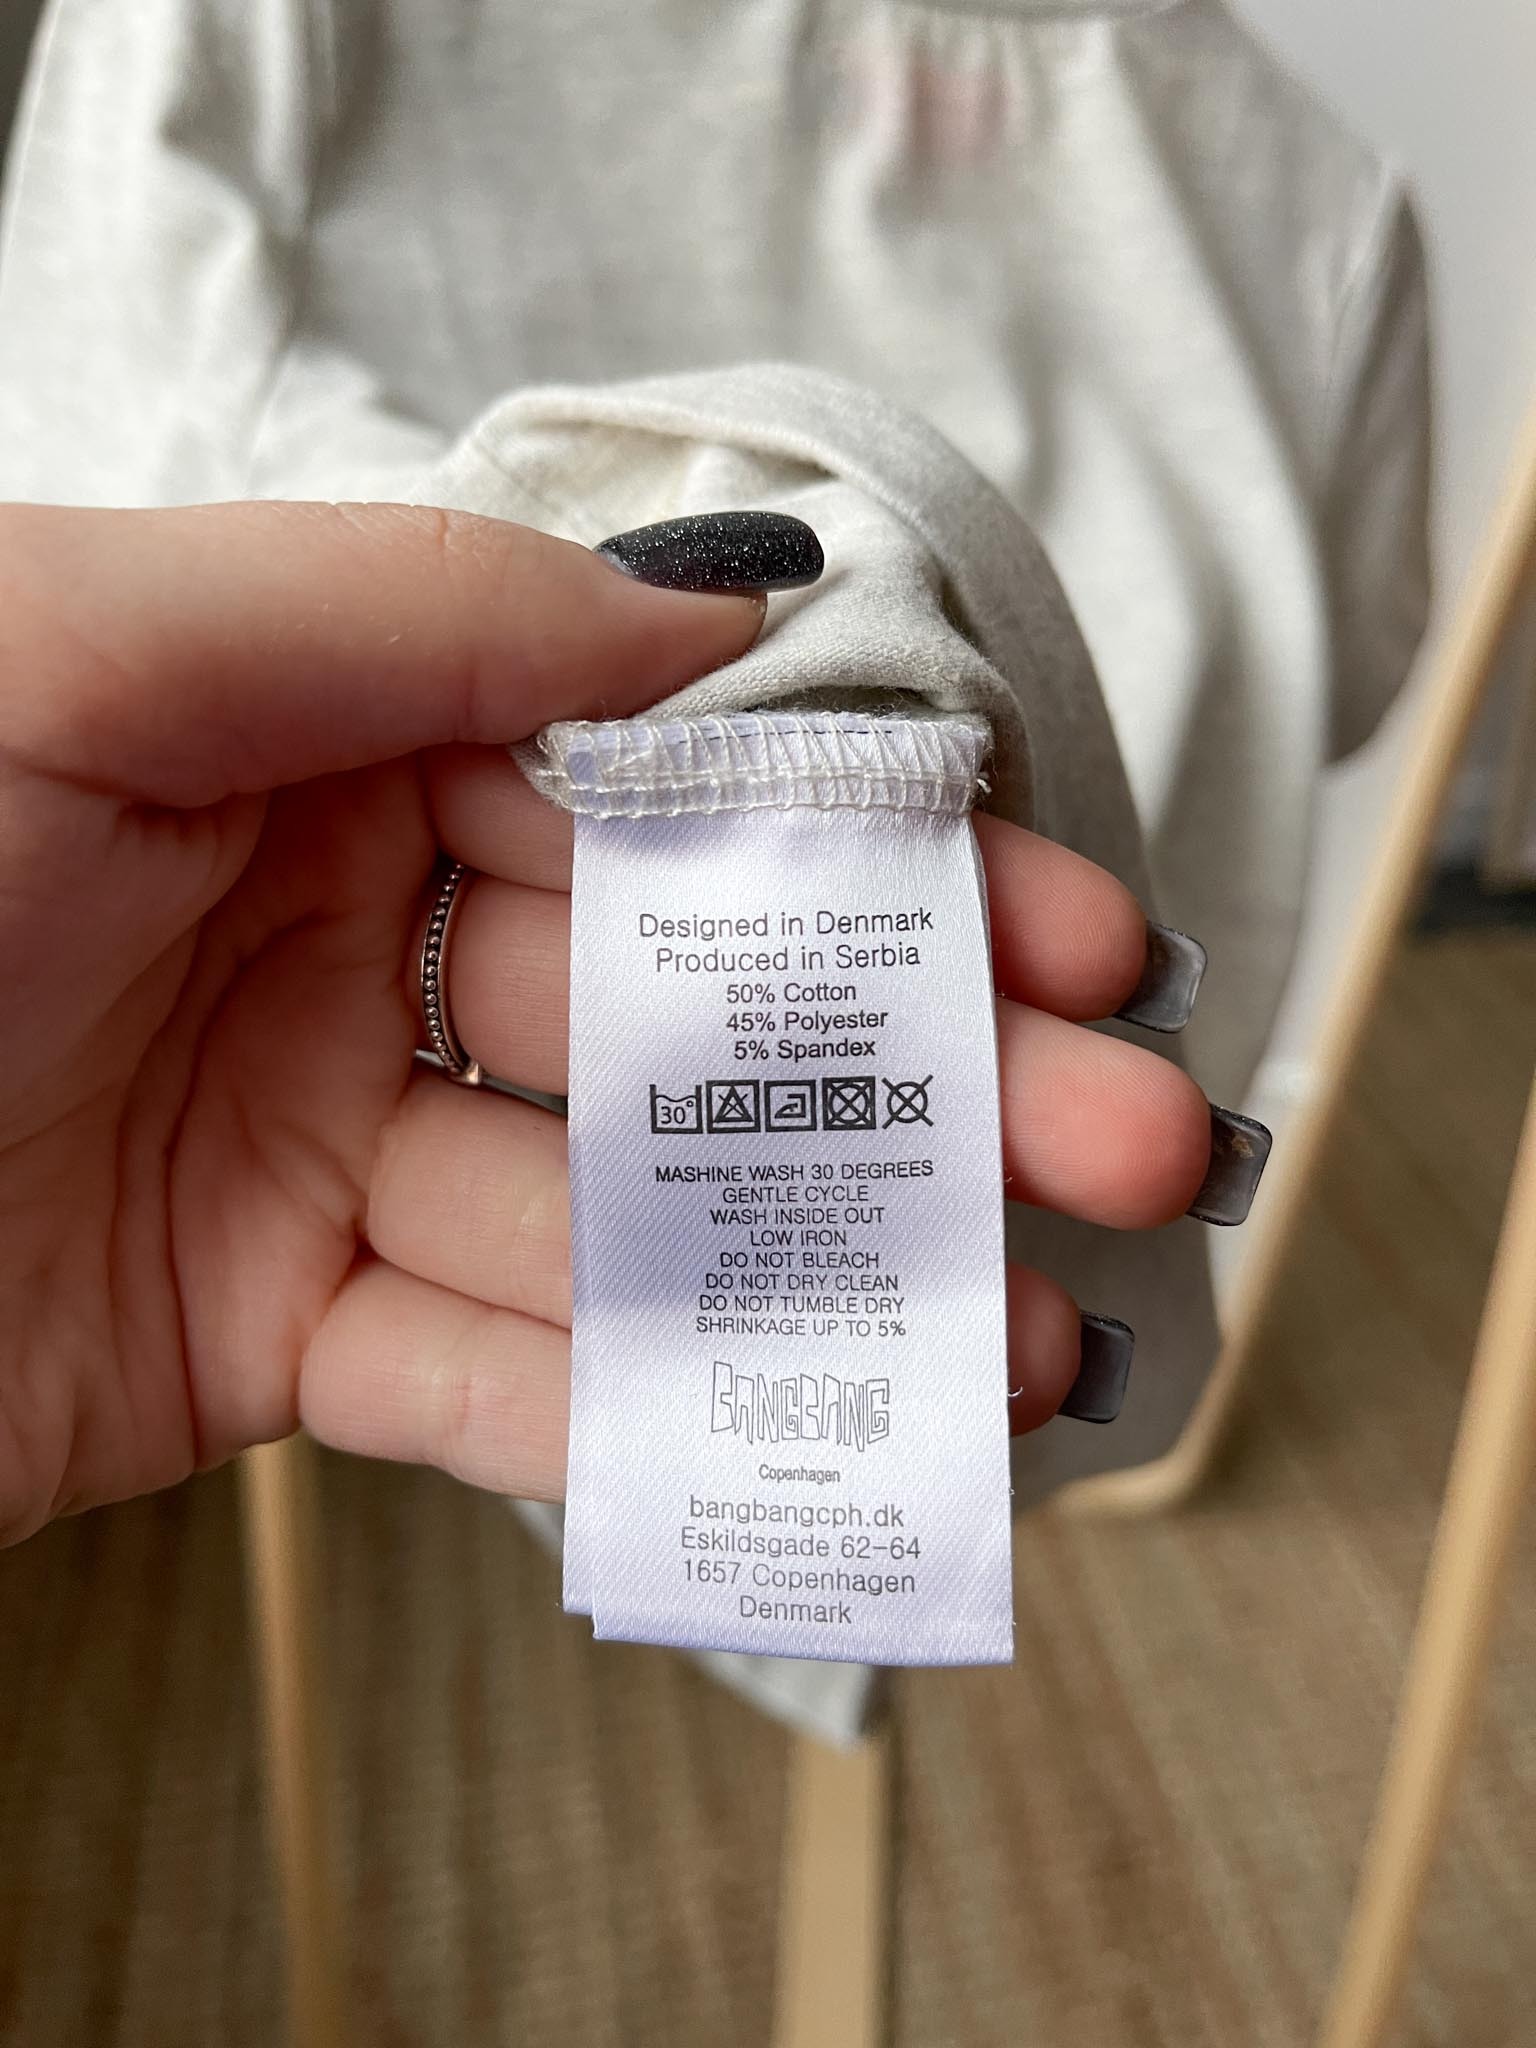 Designed in Denmark
Produced in Serbia
50% Cotton
45% Polyester
5% Spandex
30°
MASHINE WASH 30 DEGREES
GENTLE CYCLE
WASH INSIDE OUT
LOW IRON
DO NOT BLEACH
DO NOT DRY CLEAN
DO NOT TUMBLE DRY
SHRINKAGE UP TO 5%
BANGBANG
Copenhagen
bangbangcph.dk
Eskildsgade 62-64
1657 Copenhagen
Denmark